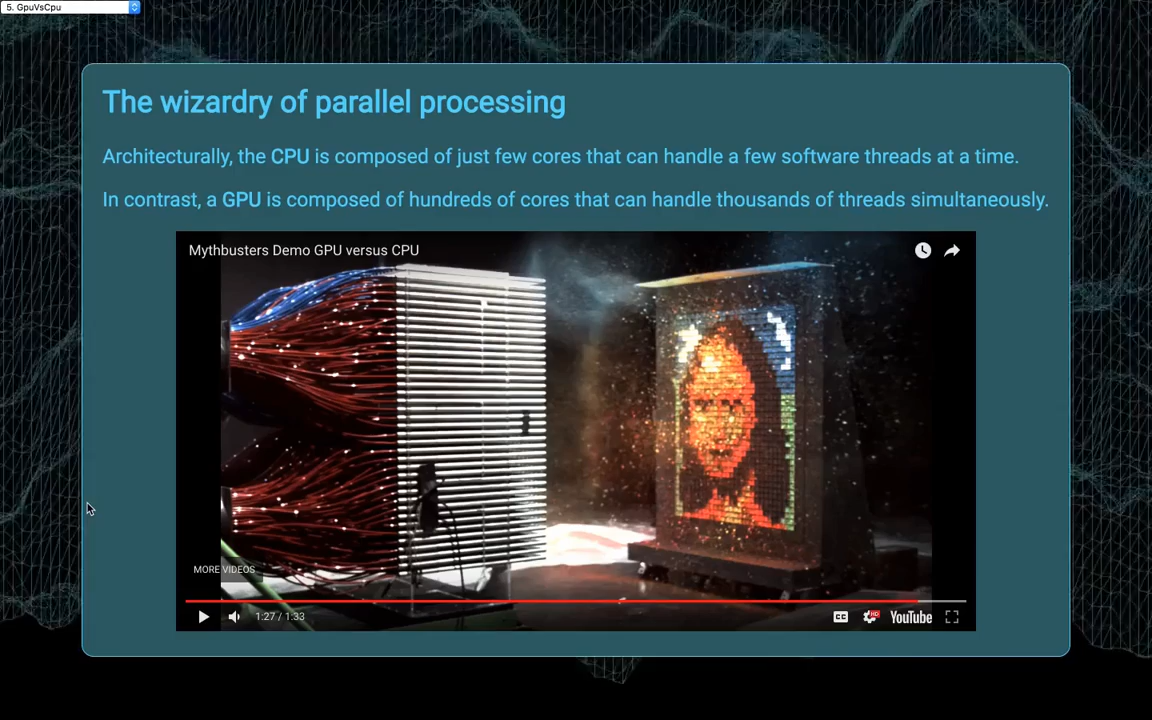 5. GpuVsCpu
The wizardry of parallel processing
Architecturally, the CPU is composed of just few cores that can handle a few software threads at a time.
In contrast, a GPU is composed of hundreds of cores that can handle thousands of threads simultaneously.
Mythbusters Demo GPU versus CPU
MORE VIDEOS
1:27 / 1:33
CC
HD
YouTube